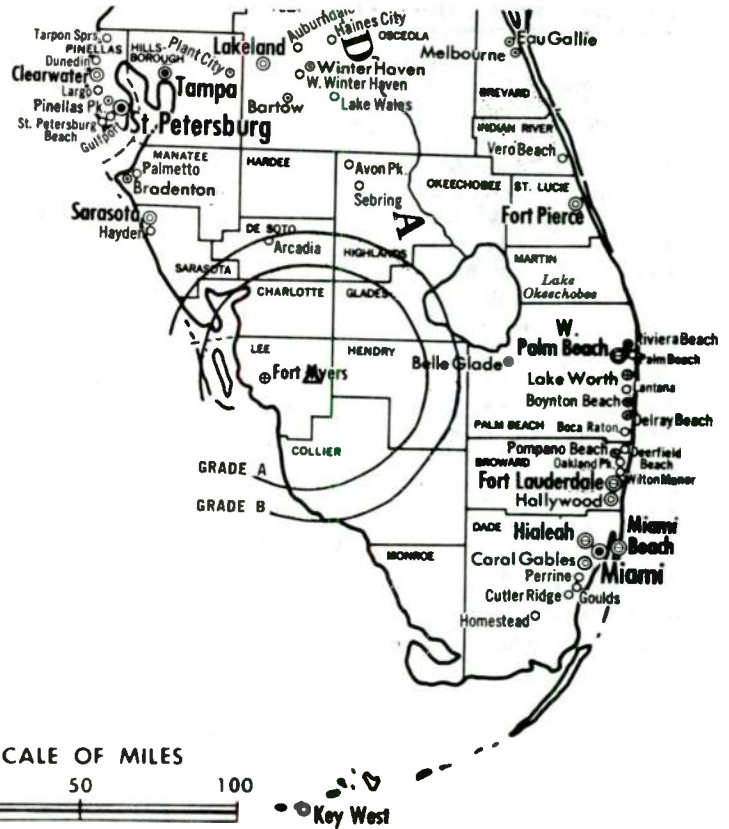 Tarpon Sprs.
PINELLAS
Dunedin
Clearwater
Largo
Pinellas Pk
St. Petersburg
Beach
Gulfport
St. Petersburg
HILLS-
BOROUGH
Plant City
Tampa
Lakeland
Auburndale
Haines City
D
OSCEOLA
Winter Haven
W. Winter Haven
Bartow
Lake Wales
Melbourne
Eau Gallie
BREVARD
INDIAN RIVER
Vero Beach
MANATEE
Palmetto
Bradenton
HARDEE
Avon Pk.
Sebring
OKEECHOBEE
ST. LUCIE
Fort Pierce
A
Sarasota
Hayden
DE SOTO
Arcadia
HIGHLANDS
SARASOTA
MARTIN
Lake
Okeechobee
CHARLOTTE
GLADES
LEE
Fort Myers
HENDRY
Belle Glade
W.
Palm Beach
Riviera Beach
Palm Beach
Lake Worth
Lantana
Boynton Beach
Delray Beach
PALM BEACH
Boca Raton
COLLIER
GRADE A
GRADE B
BROWARD
Pompano Beach
Deerfield
Beach
Oakland Pk.
Wilton Manor
Fort Lauderdale
Hallywood
DADE
Hialeah
Miami
Beach
MONROE
Coral Gables
Miami
Perrine
Cutler Ridge
Goulds
Homestead
CALE OF MILES
50
100
Key West